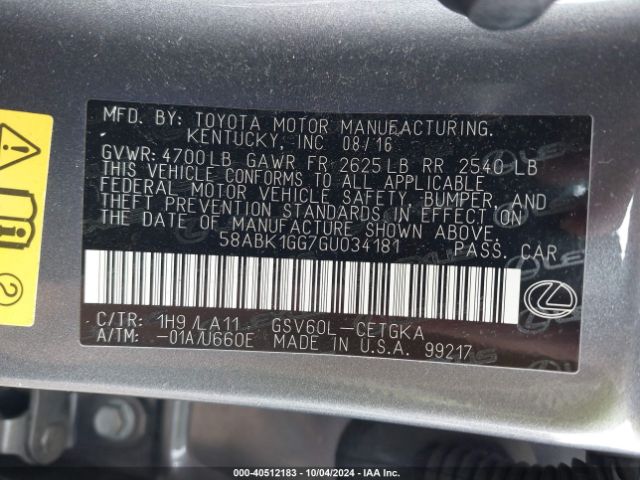 MFD. BY: TOYOTA MOTOR MANUFACTURING.
KENTUCKY, INC 08/16
GVWR: 4700LB GAWR FR 2625LB RR 2540 LB
THIS VEHICLE CONFORMS TO ALL APPLICABLE
FEDERAL MOTOR VEHICLE SAFETY, BUMPER, AND
THEFT PREVENTION STANDARDS IN EFFECT ON
THE DATE OF MANUFACTURE SHOWN ABOVE.
58ABK1GG7GU034181 PASS. CAR
C/TR: 1H9/LA11 GSV60L-CETGKA
A/TM: -01A/U660E MADE IN U.S.A. 99217
000-40512183 - 10/04/2024 - IAA Inc.